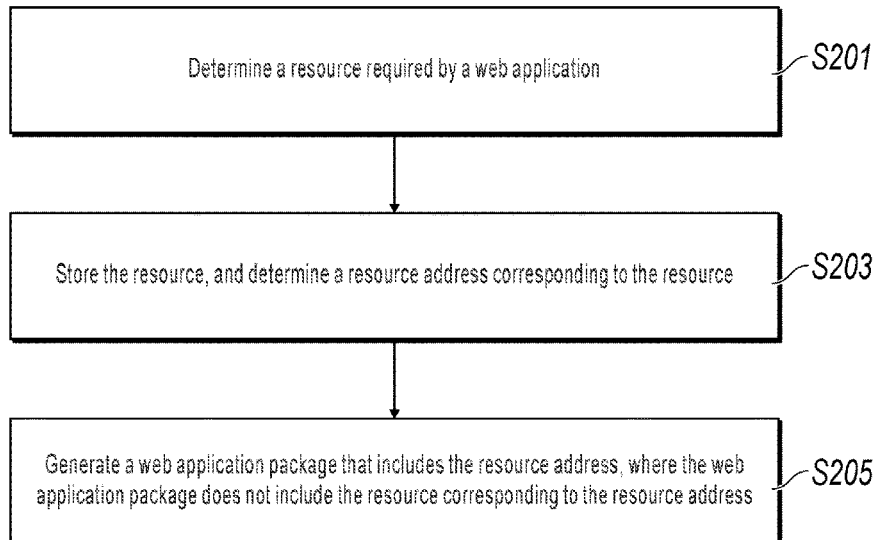 Determine a resource required by a web application
S201
Store the resource, and determine a resource address corresponding to the resource
S203
Generate a web application package that includes the resource address, where the web
application package does not include the resource corresponding to the resource address
S205